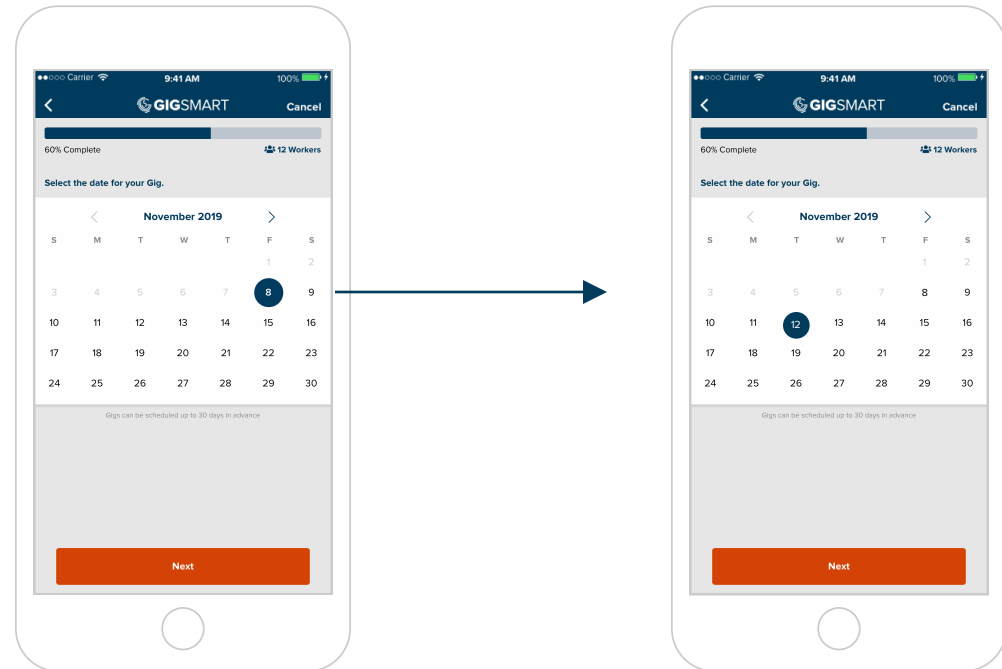 Carrier 9:41 AM 100%
GIGSMART Cancel
60% Complete 12 Workers
Select the date for your Gig.
November 2019
S M T W T F S
1 2
3 4 5 6 7 8 9
10 11 12 13 14 15 16
17 18 19 20 21 22 23
24 25 26 27 28 29 30
Gigs can be scheduled up to 30 days in advance
Next
Carrier 9:41 AM 100%
GIGSMART Cancel
60% Complete 12 Workers
Select the date for your Gig.
November 2019
S M T W T F S
1 2
3 4 5 6 7 8 9
10 11 12 13 14 15 16
17 18 19 20 21 22 23
24 25 26 27 28 29 30
Gigs can be scheduled up to 30 days in advance
Next